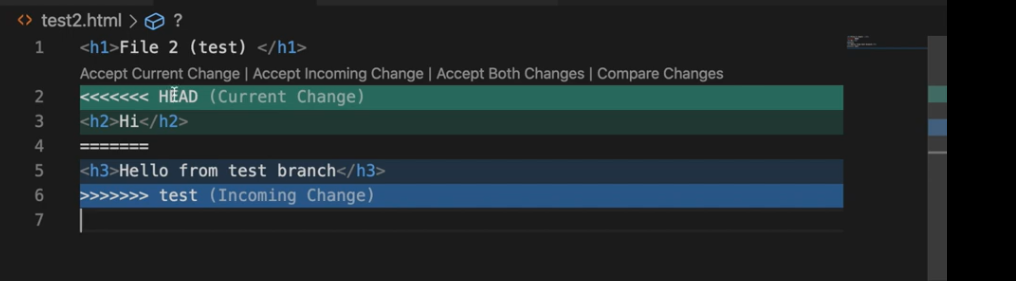 <> test2.html > ?
1 <h1>File 2 (test) </h1>
Accept Current Change | Accept Incoming Change | Accept Both Changes | Compare Changes
2 <<<<<<< HEAD (Current Change)
3 <h2>Hi</h2>
4 =======
5 <h3>Hello from test branch</h3>
6 >>>>>>> test (Incoming Change)
7